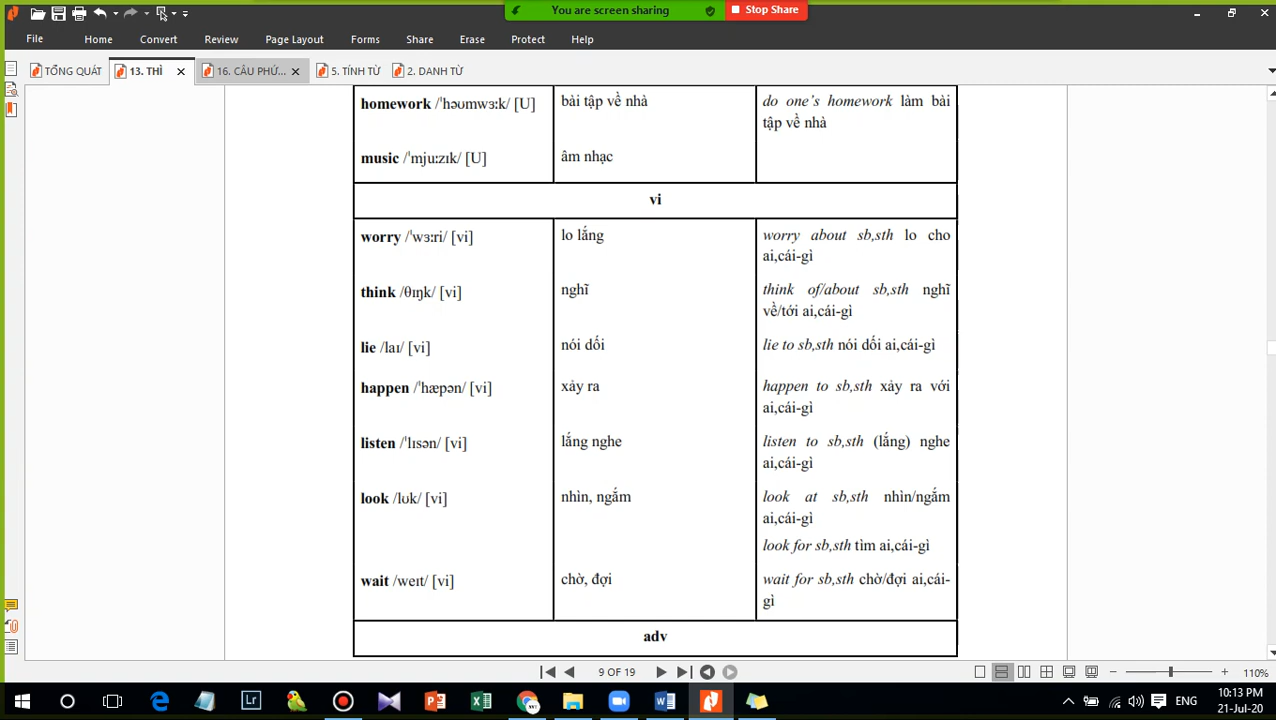 You are screen sharing
Stop Share
File Home Convert Review Page Layout Forms Share Erase Protect Help
TỔNG QUÁT 13. THÌ 16. CÂU PHỨ... 5. TÍNH TỪ 2. DANH TỪ
homework /ˈhəʊmwɜːk/ [U] bài tập về nhà do one’s homework làm bài
tập về nhà
music /ˈmjuːzɪk/ [U] âm nhạc
vi
worry /ˈwɜːri/ [vi] lo lắng worry about sb,sth lo cho
ai,cái-gì
think /θɪŋk/ [vi] nghĩ think of/about sb,sth nghĩ
về/tới ai,cái-gì
lie /laɪ/ [vi] nói dối lie to sb,sth nói dối ai,cái-gì
happen /ˈhæpən/ [vi] xảy ra happen to sb,sth xảy ra với
ai,cái-gì
listen /ˈlɪsən/ [vi] lắng nghe listen to sb,sth (lắng) nghe
ai,cái-gì
look /lʊk/ [vi] nhìn, ngắm look at sb,sth nhìn/ngắm
ai,cái-gì
look for sb,sth tìm ai,cái-gì
wait /weɪt/ [vi] chờ, đợi wait for sb,sth chờ/đợi ai,cái-
gì
adv
9 OF 19 110%
Lr ENG 10:13 PM
21-Jul-20